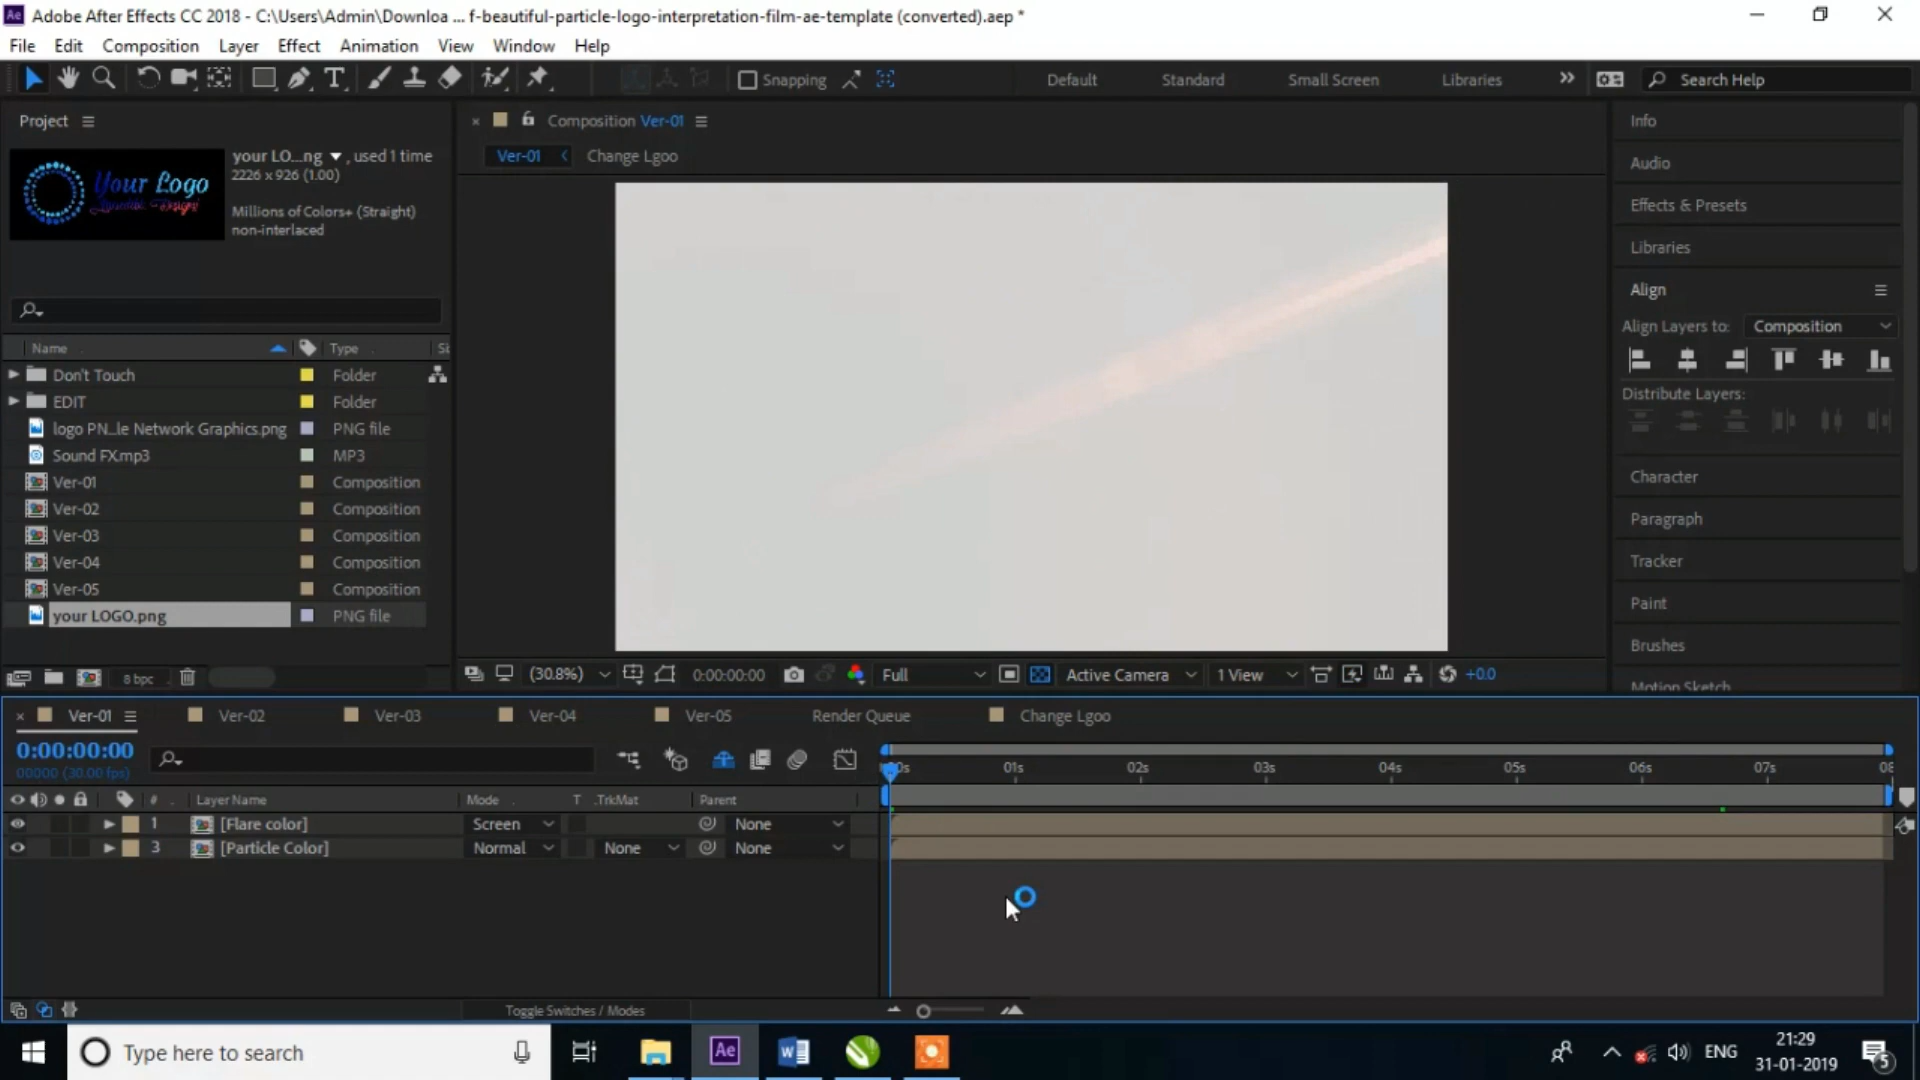 Adobe After Effects CC 2018 - C:\Users\Admin\Downloa ... f-beautiful-particle-logo-interpretation-film-ae-template (converted).aep *
File Edit Composition Layer Effect Animation View Window Help
Snapping Default Standard Small Screen Libraries Search Help
Project
your LO...ng , used 1 time
2226 x 926 (1.00)
Millions of Colors+ (Straight)
non-interlaced
Your Logo
Composition Ver-01
Ver-01 Change Lgoo
Name Type
Don't Touch Folder
EDIT Folder
logo PN...le Network Graphics.png PNG file
Sound FX.mp3 MP3
Ver-01 Composition
Ver-02 Composition
Ver-03 Composition
Ver-04 Composition
Ver-05 Composition
your LOGO.png PNG file
8 bpc
(30.8%) 0:00:00:00 Full Active Camera 1 View +0.0
Info
Audio
Effects & Presets
Libraries
Align
Align Layers to: Composition
Distribute Layers:
Character
Paragraph
Tracker
Paint
Brushes
Motion Sketch
Ver-01 Ver-02 Ver-03 Ver-04 Ver-05 Render Queue Change Lgoo
0:00:00:00
00000 (30.00 fps)
01s 02s 03s 04s 05s 06s 07s
# Layer Name Mode T .TrkMat Parent
1 [Flare color] Screen None
3 [Particle Color] Normal None None
Toggle Switches / Modes
Type here to search
ENG
21:29
31-01-2019
5